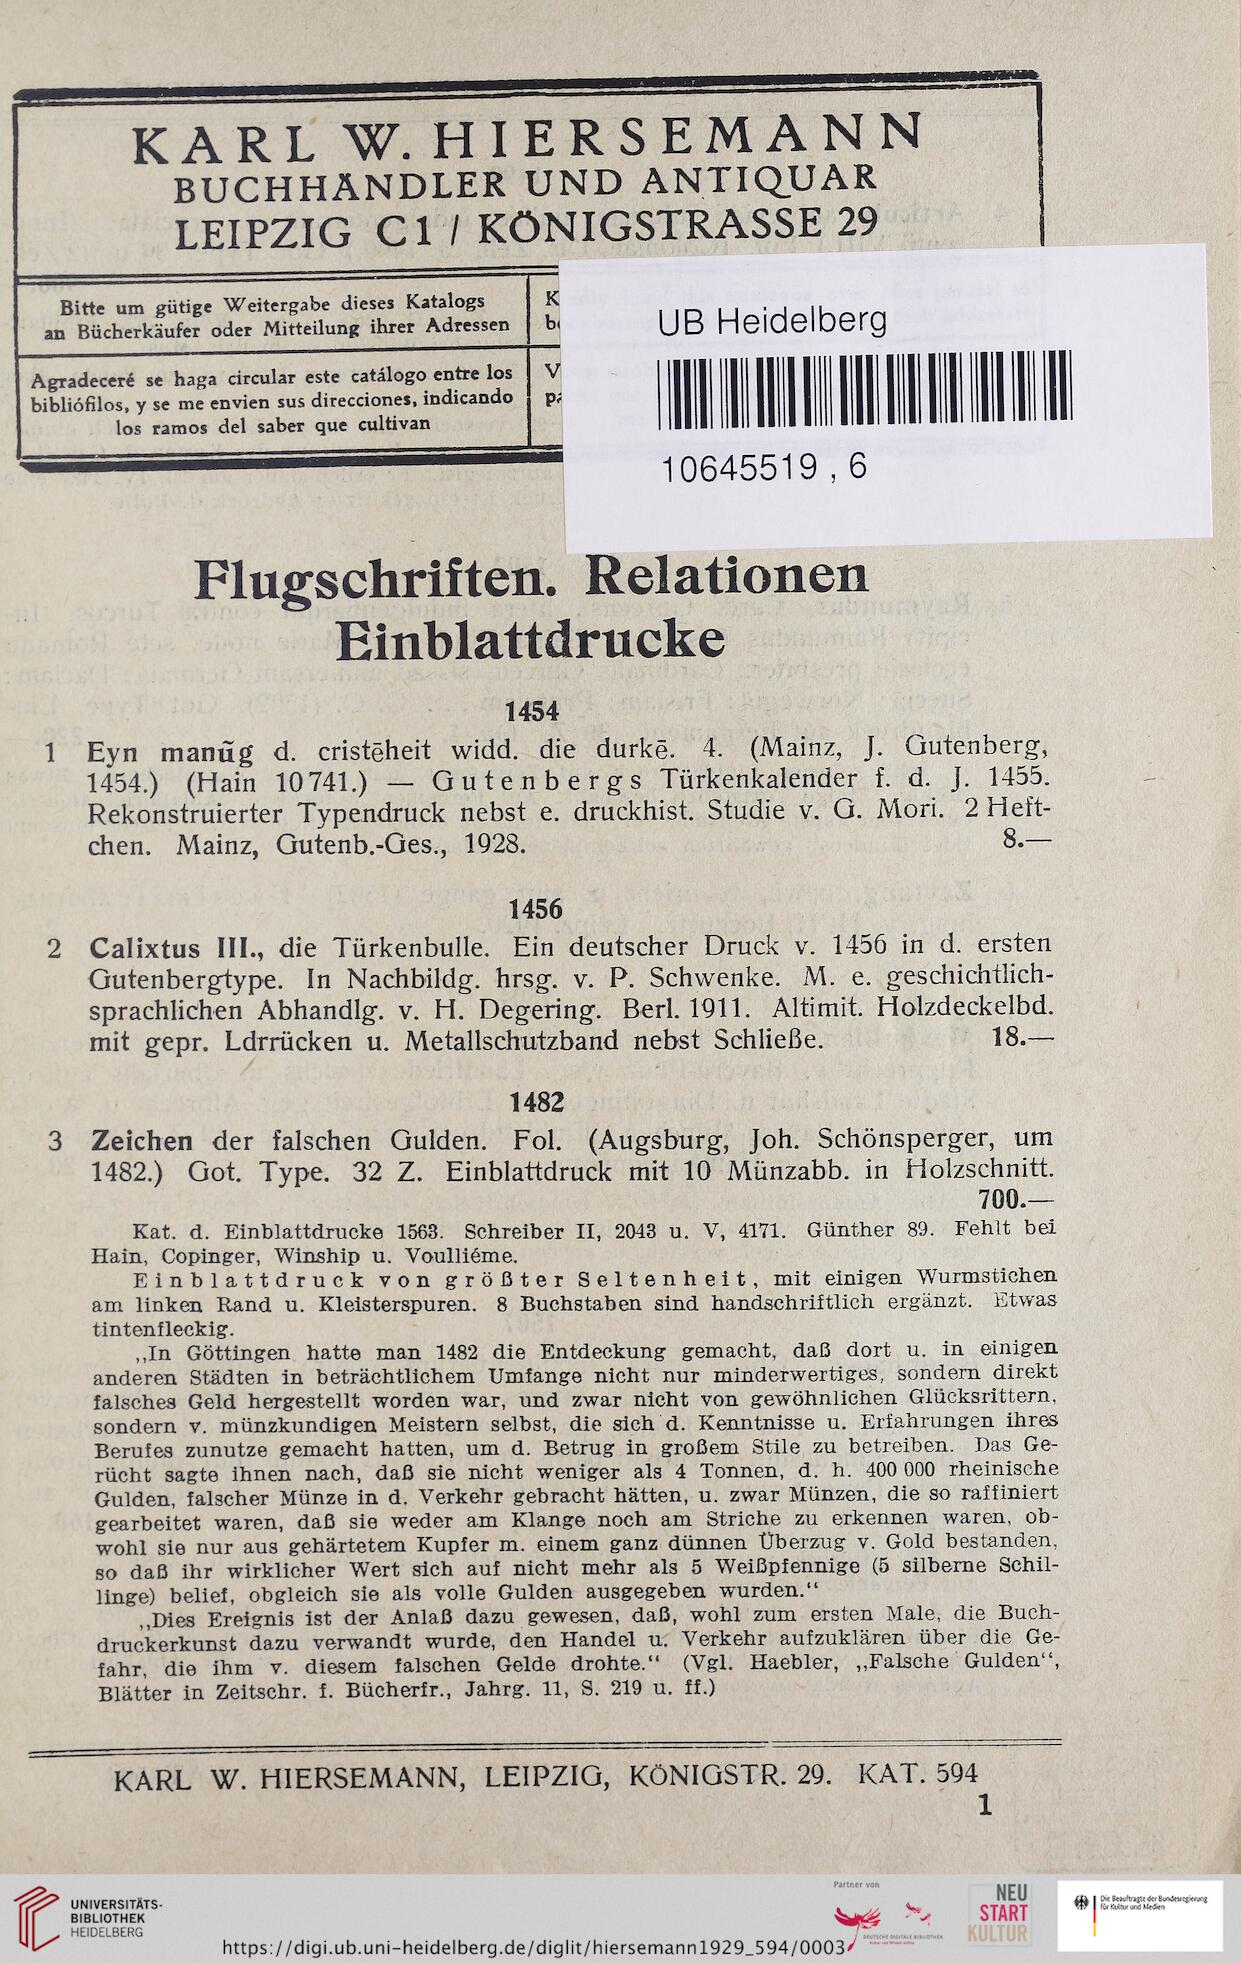 KARL W. HIERSEMANN
BUCHHÄNDLER UND ANTIQUAR
LEIPZIG C1 / KÖNIGSTRASSE 29
Bitte um gütige Weitergabe dieses Katalogs
an Bücherkäufer oder Mitteilung ihrer Adressen
Agradeceré se haga circular este catálogo entre los
bibliófilos, y se me envien sus direcciones, indicando
los ramos del saber que cultivan
UB Heidelberg
10645519 , 6
Flugschriften. Relationen
Einblattdrucke
1454
1 Eyn manūg d. cristēheit widd. die durkē. 4. (Mainz, J. Gutenberg,
1454.) (Hain 10741.) — Gutenbergs Türkenkalender f. d. J. 1455.
Rekonstruierter Typendruck nebst e. druckhist. Studie v. G. Mori. 2 Heft-
chen. Mainz, Gutenb.-Ges., 1928. 8.—
1456
2 Calixtus III., die Türkenbulle. Ein deutscher Druck v. 1456 in d. ersten
Gutenbergtype. In Nachbildg. hrsg. v. P. Schwenke. M. e. geschichtlich-
sprachlichen Abhandlg. v. H. Degering. Berl. 1911. Altimit. Holzdeckelbd.
mit gepr. Ldrrücken u. Metallschutzband nebst Schließe. 18.—
1482
3 Zeichen der falschen Gulden. Fol. (Augsburg, Joh. Schönsperger, um
1482.) Got. Type. 32 Z. Einblattdruck mit 10 Münzabb. in Holzschnitt.
700.—
Kat. d. Einblattdrucke 1563. Schreiber II, 2043 u. V, 4171. Günther 89. Fehlt bei
Hain, Copinger, Winship u. Voulliéme.
Einblattdruck von größter Seltenheit, mit einigen Wurmstichen
am linken Rand u. Kleisterspuren. 8 Buchstaben sind handschriftlich ergänzt. Etwas
tintenfleckig.
„In Göttingen hatte man 1482 die Entdeckung gemacht, daß dort u. in einigen
anderen Städten in beträchtlichem Umfange nicht nur minderwertiges, sondern direkt
falsches Geld hergestellt worden war, und zwar nicht von gewöhnlichen Glücksrittern,
sondern v. münzkundigen Meistern selbst, die sich d. Kenntnisse u. Erfahrungen ihres
Berufes zunutze gemacht hatten, um d. Betrug in großem Stile zu betreiben. Das Ge-
rücht sagte ihnen nach, daß sie nicht weniger als 4 Tonnen, d. h. 400 000 rheinische
Gulden, falscher Münze in d. Verkehr gebracht hätten, u. zwar Münzen, die so raffiniert
gearbeitet waren, daß sie weder am Klange noch am Striche zu erkennen waren, ob-
wohl sie nur aus gehärtetem Kupfer m. einem ganz dünnen Überzug v. Gold bestanden,
so daß ihr wirklicher Wert sich auf nicht mehr als 5 Weißpfennige (5 silberne Schil-
linge) belief, obgleich sie als volle Gulden ausgegeben wurden.“
„Dies Ereignis ist der Anlaß dazu gewesen, daß, wohl zum ersten Male, die Buch-
druckerkunst dazu verwandt wurde, den Handel u. Verkehr aufzuklären über die Ge-
fahr, die ihm v. diesem falschen Gelde drohte.“ (Vgl. Haebler, „Falsche Gulden“,
Blätter in Zeitschr. f. Bücherfr., Jahrg. 11, S. 219 u. ff.)
KARL W. HIERSEMANN, LEIPZIG, KÖNIGSTR. 29. KAT. 594
1
UNIVERSITÄTS-
BIBLIOTHEK
HEIDELBERG
https://digi.ub.uni-heidelberg.de/diglit/hiersemann1929_594/0003
Partner von
DEUTSCHE DIGITALE BIBLIOTHEK
Kultur und Wissen online
NEU
START
KULTUR
Die Beauftragte der Bundesregierung
für Kultur und Medien